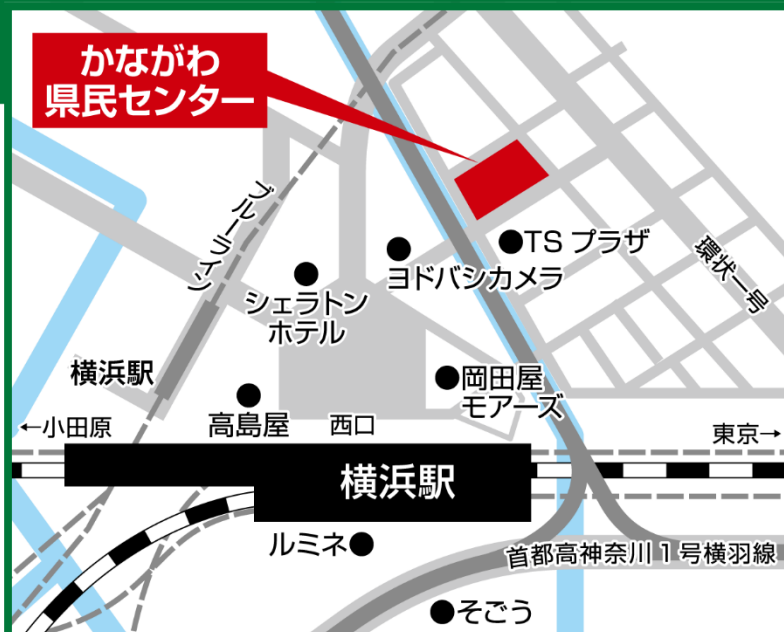 かながわ
県民センター
ブルーライン
TS プラザ
ヨドバシカメラ
環状一号
シェラトン
ホテル
横浜駅
岡田屋
モアーズ
高島屋
西口
←小田原
東京→
横浜駅
ルミネ
首都高神奈川1号横羽線
そごう